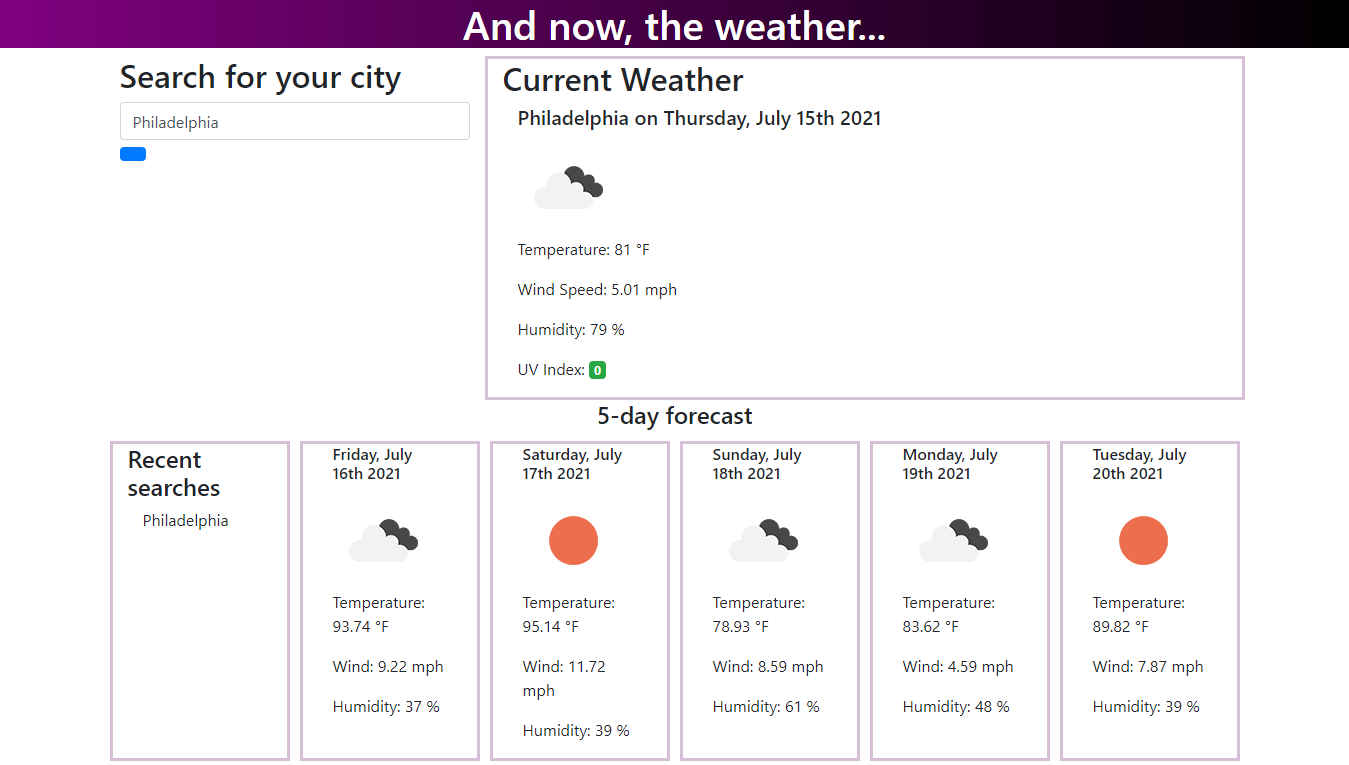 And now, the weather...
Search for your city
Philadelphia
Current Weather
Philadelphia on Thursday, July 15th 2021
Temperature: 81 °F
Wind Speed: 5.01 mph
Humidity: 79 %
UV Index: 0
5-day forecast
Recent
searches
Philadelphia
Friday, July
16th 2021
Temperature:
93.74 °F
Wind: 9.22 mph
Humidity: 37 %
Saturday, July
17th 2021
Temperature:
95.14 °F
Wind: 11.72
mph
Humidity: 39 %
Sunday, July
18th 2021
Temperature:
78.93 °F
Wind: 8.59 mph
Humidity: 61 %
Monday, July
19th 2021
Temperature:
83.62 °F
Wind: 4.59 mph
Humidity: 48 %
Tuesday, July
20th 2021
Temperature:
89.82 °F
Wind: 7.87 mph
Humidity: 39 %